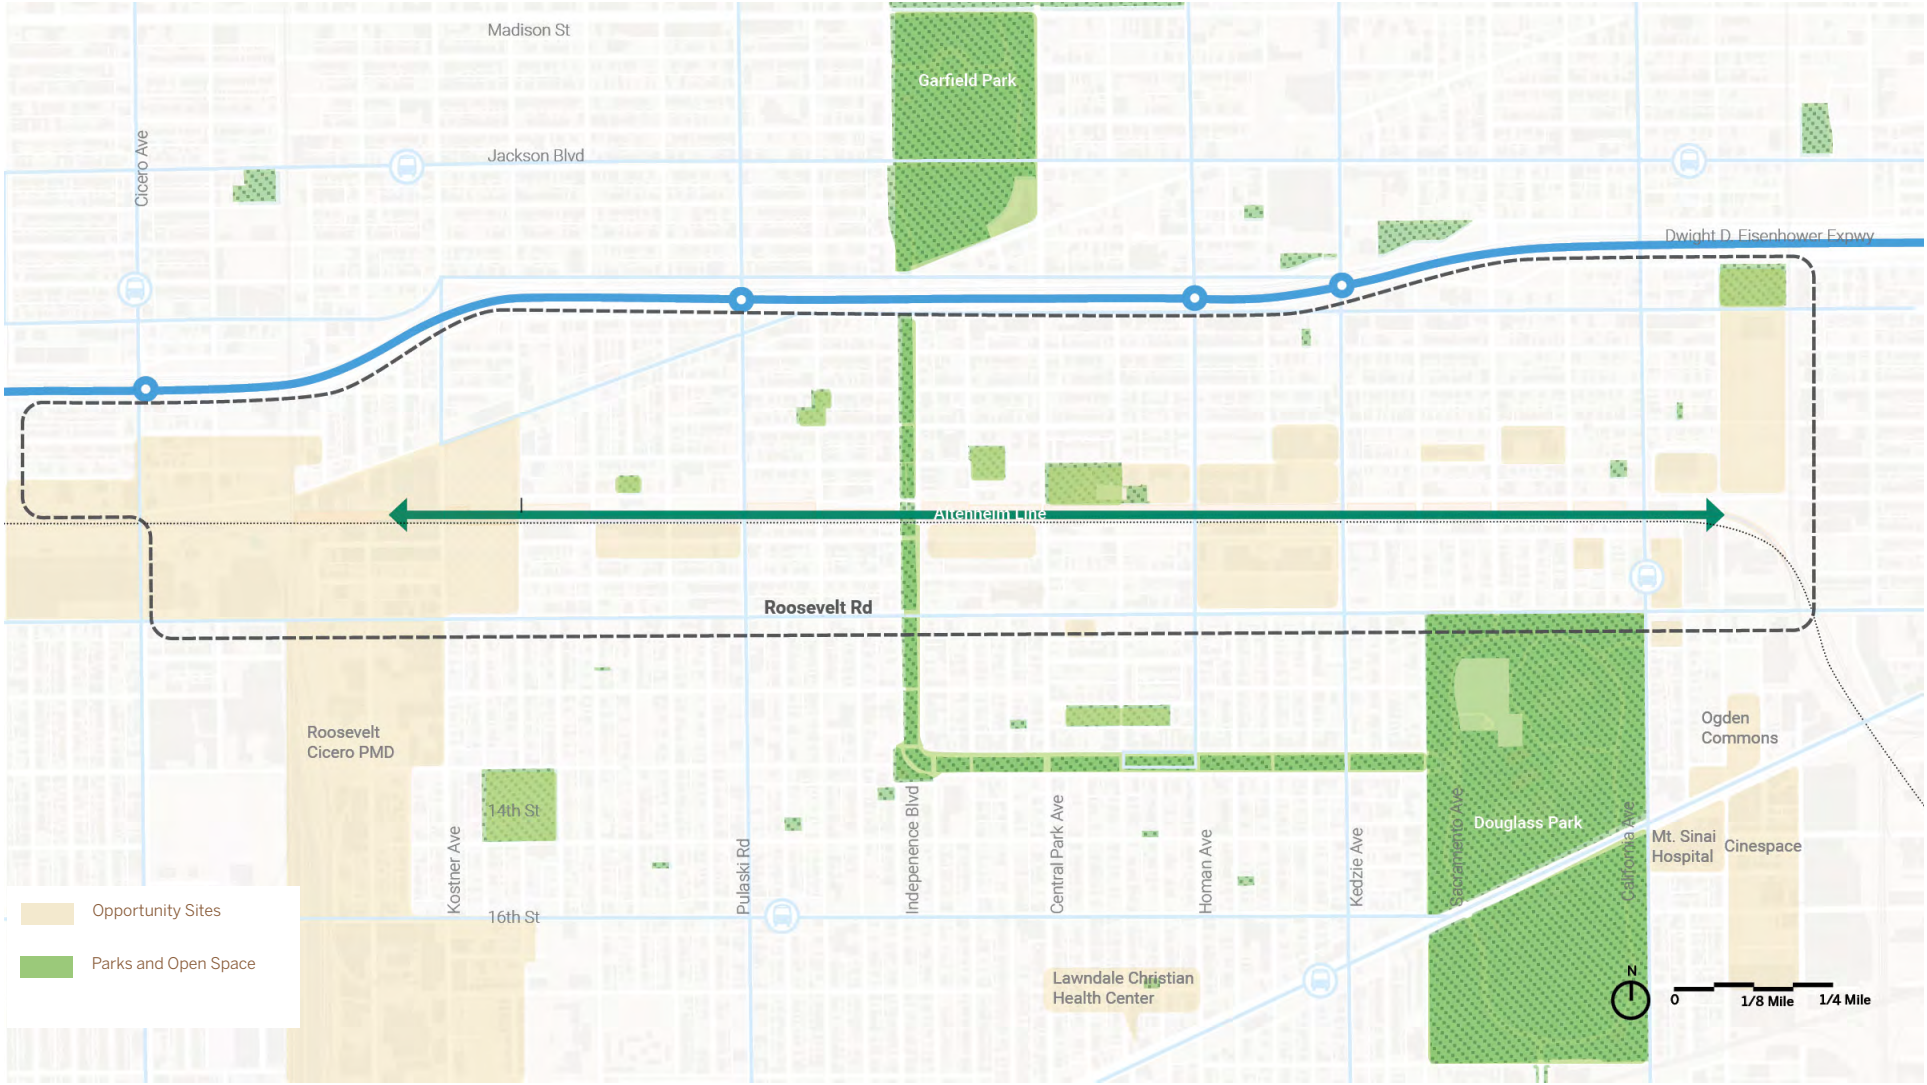 Madison St
Garfield Park
Cicero Ave
Jackson Blvd
Dwight D. Eisenhower Expwy
Altenheim Line
Roosevelt Rd
Roosevelt
Cicero PMD
Ogden
Commons
14th St
Kostner Ave
Pulaski Rd
Indepenence Blvd
Central Park Ave
Homan Ave
Kedzie Ave
Sacramento Ave
California Ave
Douglass Park
Mt. Sinai
Hospital
Cinespace
16th St
Opportunity Sites
Parks and Open Space
Lawndale Christian
Health Center
N
0
1/8 Mile
1/4 Mile